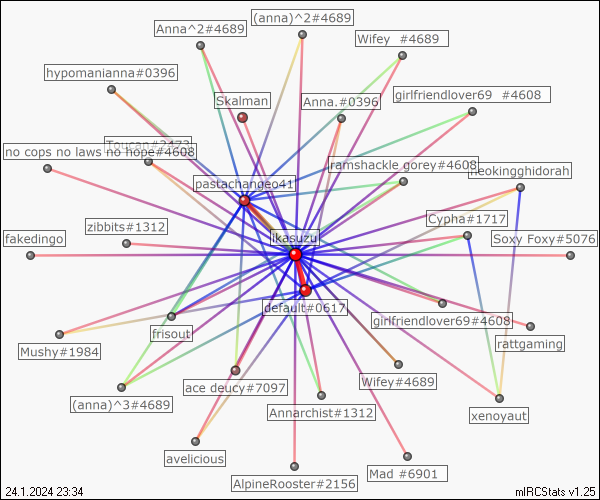 (anna)^2#4689
Anna^2#4689
Wifey #4689
hypomanianna#0396
girlfriendlover69 #4608
Skalman
Anna.#0396
Toucan#2473
no cops no laws no hope#4608
ramshackle gorey#4608
neokingghidorah
pastachangeo41
Cypha#1717
zibbits#1312
fakedingo
ikasuzu
Soxy Foxy#5076
default#0617
girlfriendlover69#4608
frisout
rattgaming
Mushy#1984
ace deucy#7097
Wifey#4689
(anna)^3#4689
Annarchist#1312
xenoyaut
avelicious
Mad #6901
AlpineRooster#2156
24.1.2024 23:34
mIRCStats v1.25